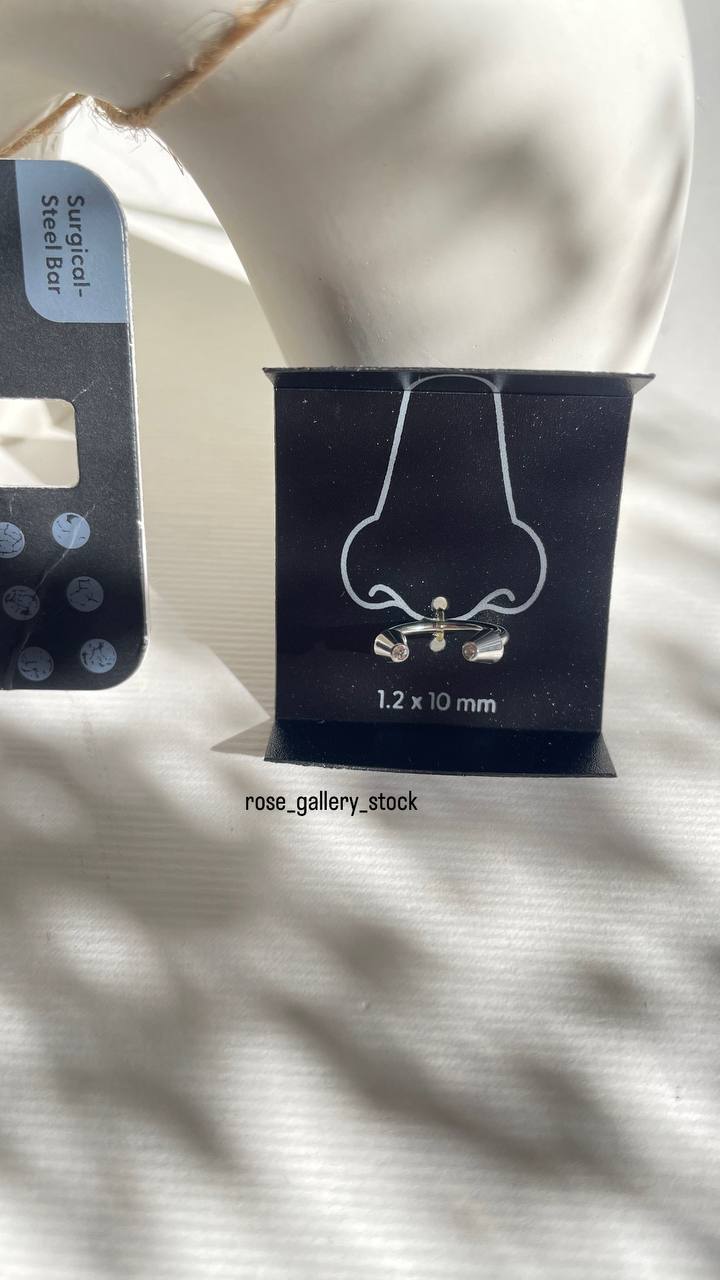 Surgical-
Steel Bar
1.2 x 10 mm
rose_gallery_stock